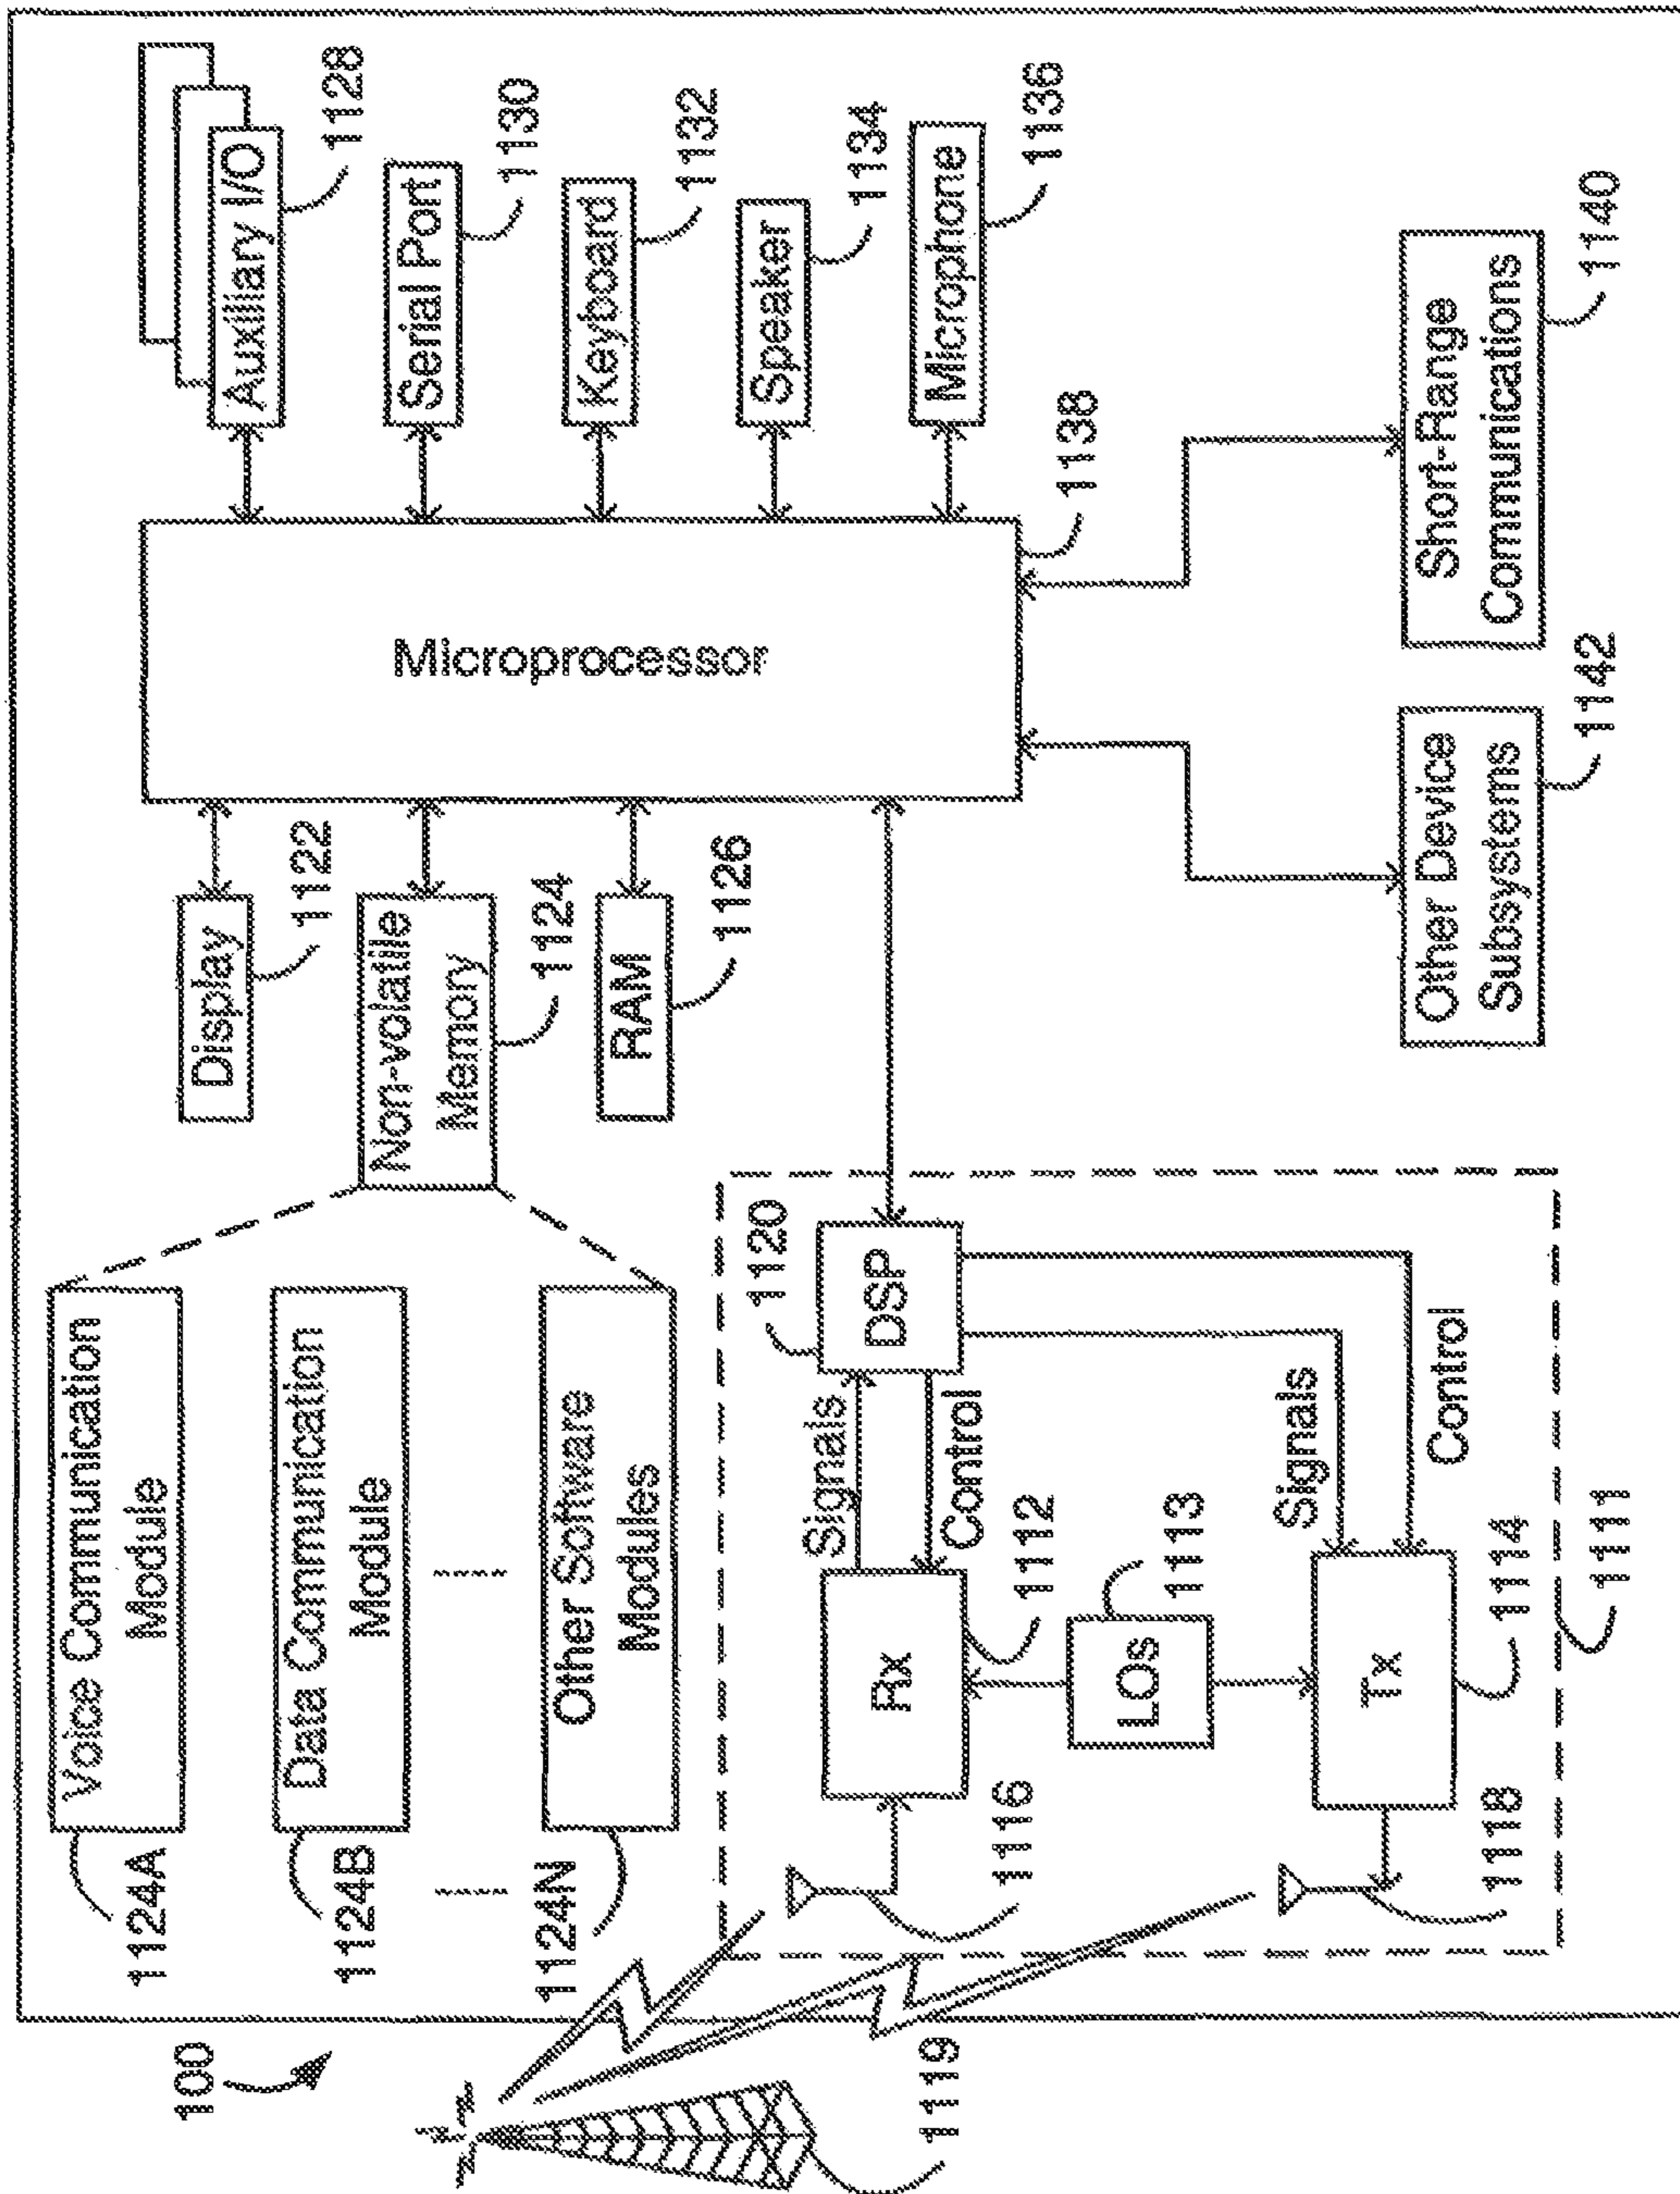 100
1124A
Voice Communication
Module
1124B
Data Communication
Module
1124N
Other Software
Modules
Display
1122
Non-volatile
Memory
1124
RAM
1126
Microprocessor
1138
Auxiliary I/O
1128
Serial Port
1130
Keyboard
1132
Speaker
1134
Microphone
1136
Short-Range
Communications
1140
Other Device
Subsystems
1142
1120
DSP
Signals
Control
Rx
1112
LOs
1113
Signals
Control
Tx
1114
1111
1116
1118
1119